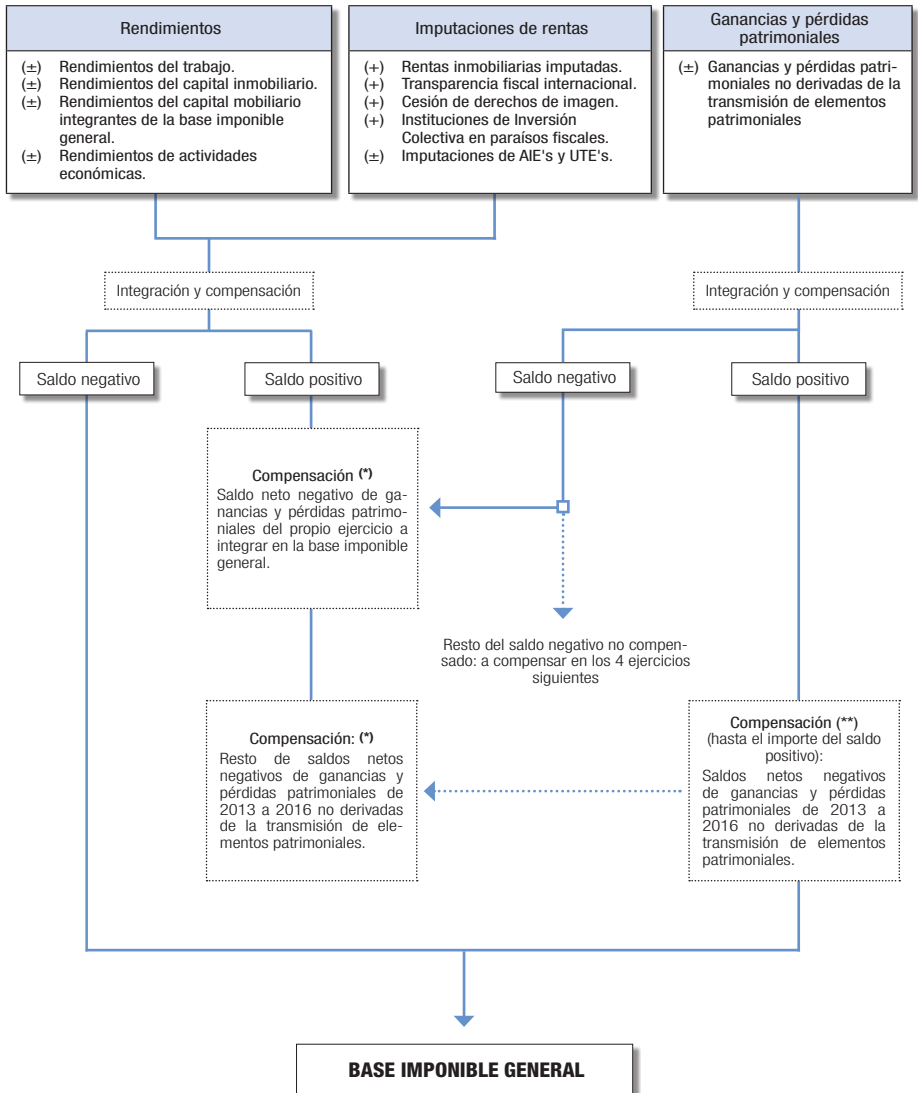 Rendimientos
(±) Rendimientos del trabajo.
(±) Rendimientos del capital inmobiliario.
(±) Rendimientos del capital mobiliario
integrantes de la base imponible
general.
(±) Rendimientos de actividades
económicas.
Imputaciones de rentas
(+) Rentas inmobiliarias imputadas.
(+) Transparencia fiscal internacional.
(+) Cesión de derechos de imagen.
(+) Instituciones de Inversión
Colectiva en paraísos fiscales.
(±) Imputaciones de AIE's y UTE's.
Ganancias y pérdidas
patrimoniales
(±) Ganancias y pérdidas patri-
moniales no derivadas de la
transmisión de elementos
patrimoniales
Integración y compensación
Integración y compensación
Saldo negativo
Saldo positivo
Saldo negativo
Saldo positivo
Compensación (*)
Saldo neto negativo de ga-
nancias y pérdidas patrimo-
niales del propio ejercicio a
integrar en la base imponible
general.
Resto del saldo negativo no compen-
sado: a compensar en los 4 ejercicios
siguientes
Compensación: (*)
Resto de saldos netos
negativos de ganancias y
pérdidas patrimoniales de
2013 a 2016 no derivadas
de la transmisión de ele-
mentos patrimoniales.
Compensación (**)
(hasta el importe del saldo
positivo):
Saldos netos negativos
de ganancias y pérdidas
patrimoniales de 2013 a
2016 no derivadas de la
transmisión de elementos
patrimoniales.
BASE IMPONIBLE GENERAL